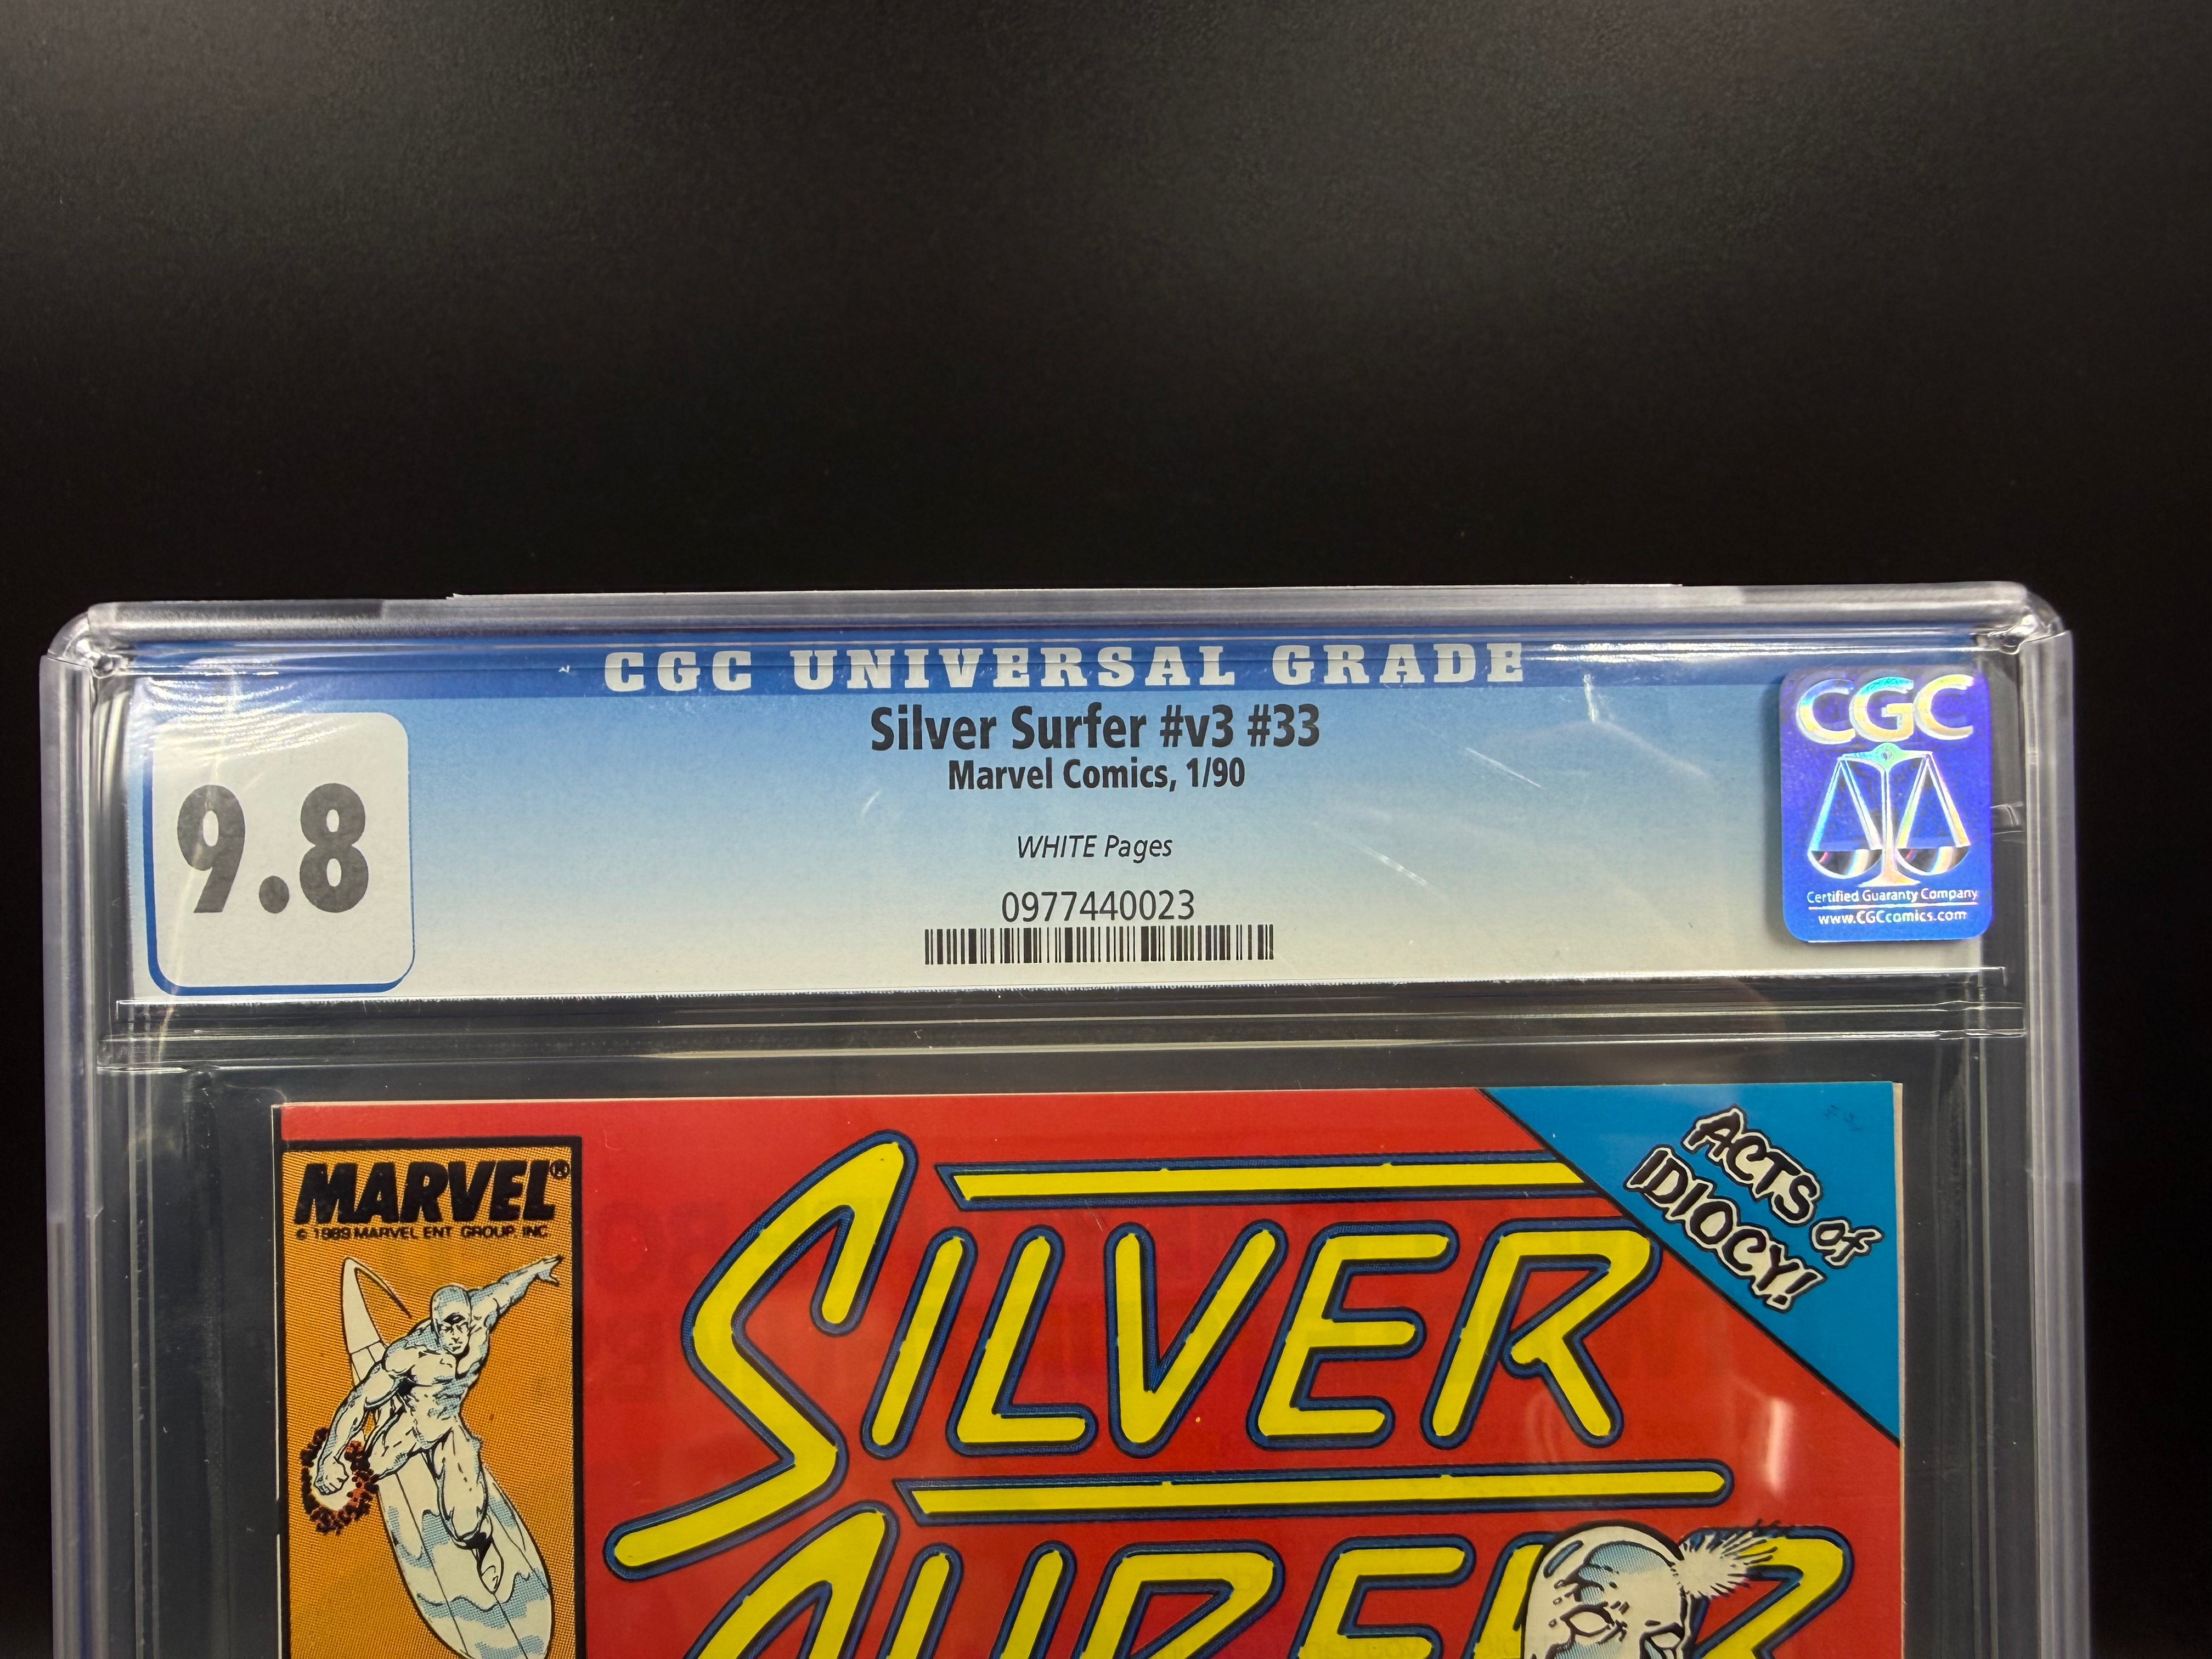 CGC UNIVERSAL GRADE
9.8
Silver Surfer #v3 #33
Marvel Comics, 1/90
WHITE Pages
0977440023
CGC
Certified Guaranty Company
www.CGCcomics.com
MARVEL®
© 1989 MARVEL ENT GROUP, INC.
SILVER
SURFER
ACTS of
IDIOCY!